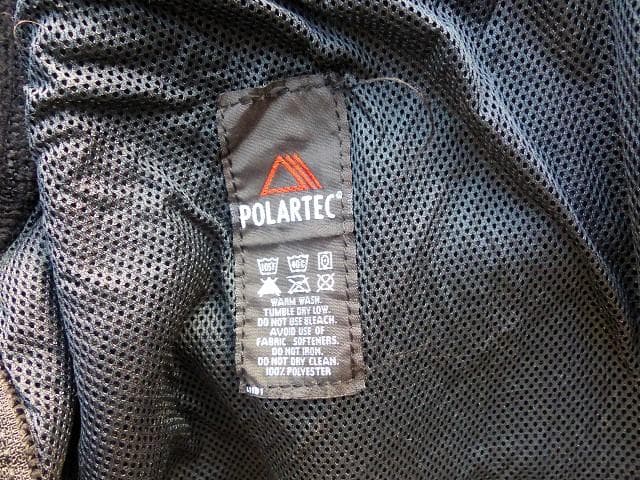 POLARTEC®
WARM WASH.
TUMBLE DRY LOW.
DO NOT USE BLEACH.
AVOID USE OF
FABRIC SOFTENERS.
DO NOT IRON.
DO NOT DRY CLEAN.
100% POLYESTER